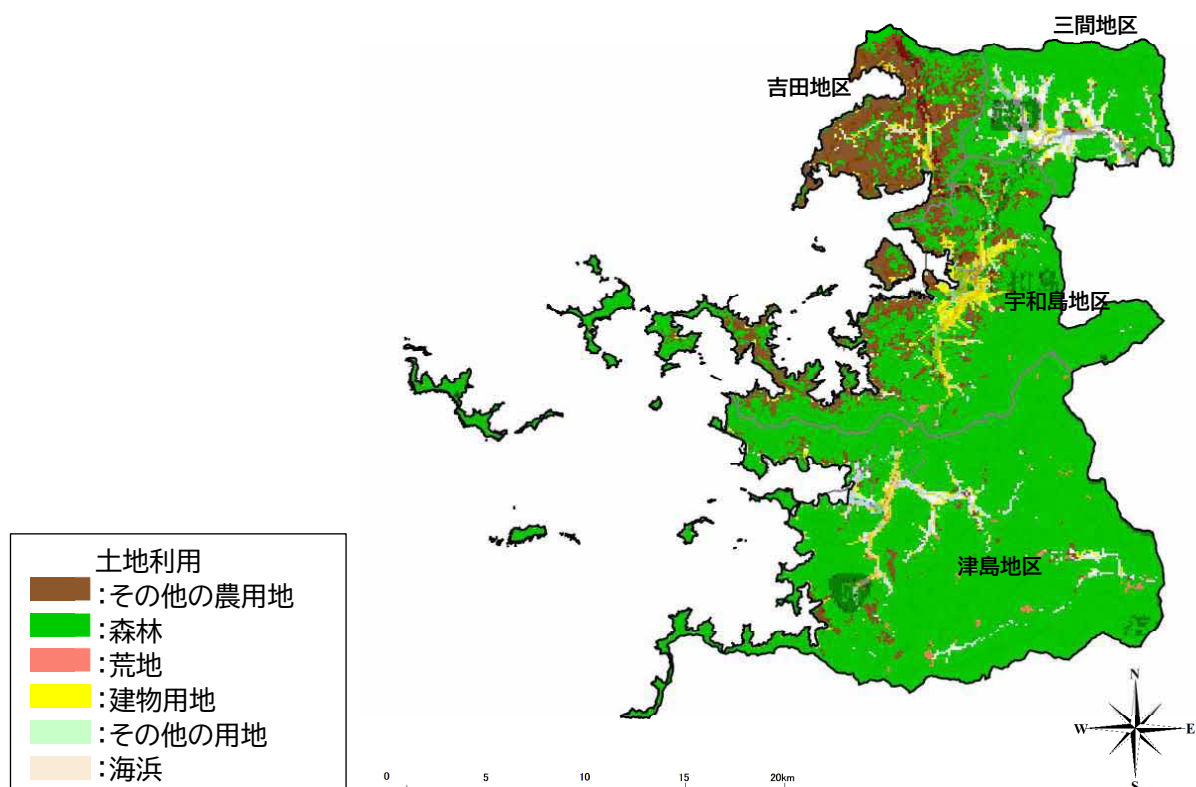 三間地区
吉田地区
宇和島地区
津島地区
土地利用
:その他の農用地
:森林
:荒地
:建物用地
:その他の用地
:海浜
N
W
E
S
0
5
10
15
20km